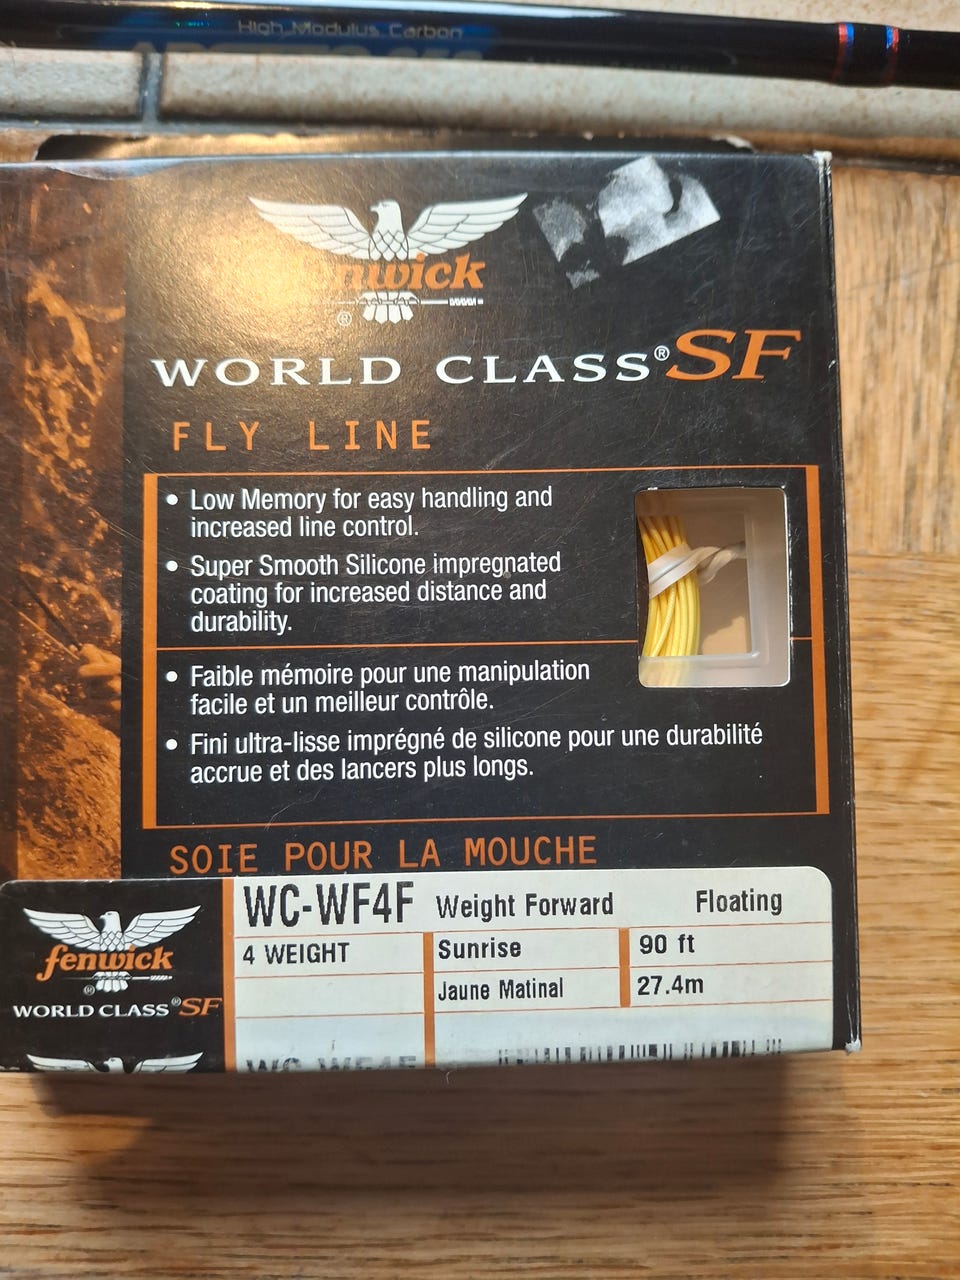 High Modulus Carbon
fenwick
®
WORLD CLASS® SF
FLY LINE
• Low Memory for easy handling and
increased line control.
• Super Smooth Silicone impregnated
coating for increased distance and
durability.
• Faible mémoire pour une manipulation
facile et un meilleur contrôle.
• Fini ultra-lisse imprégné de silicone pour une durabilité
accrue et des lancers plus longs.
SOIE POUR LA MOUCHE
fenwick
®
WORLD CLASS® SF
WC-WF4F Weight Forward Floating
4 WEIGHT Sunrise 90 ft
Jaune Matinal 27.4m
WC-WF4F